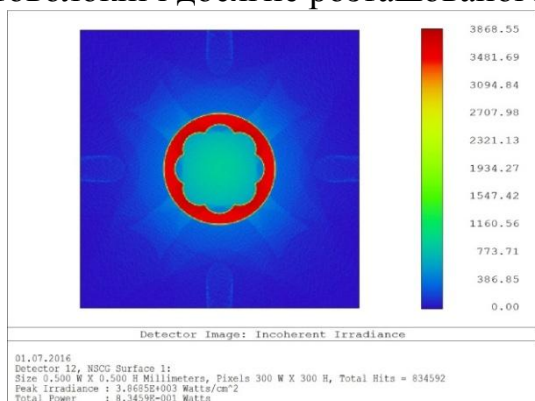 3868.55
3481.69
3094.84
2707.98
2321.13
1934.27
1547.42
1160.56
773.71
386.85
0.00
Detector Image: Incoherent Irradiance
01.07.2016
Detector 12, NSCG Surface 1:
Size 0.500 W X 0.500 H Millimeters, Pixels 300 W X 300 H, Total Hits = 834592
Peak Irradiance : 3.8685E+003 Watts/cm^2
Total Power : 8.3459E-001 Watts